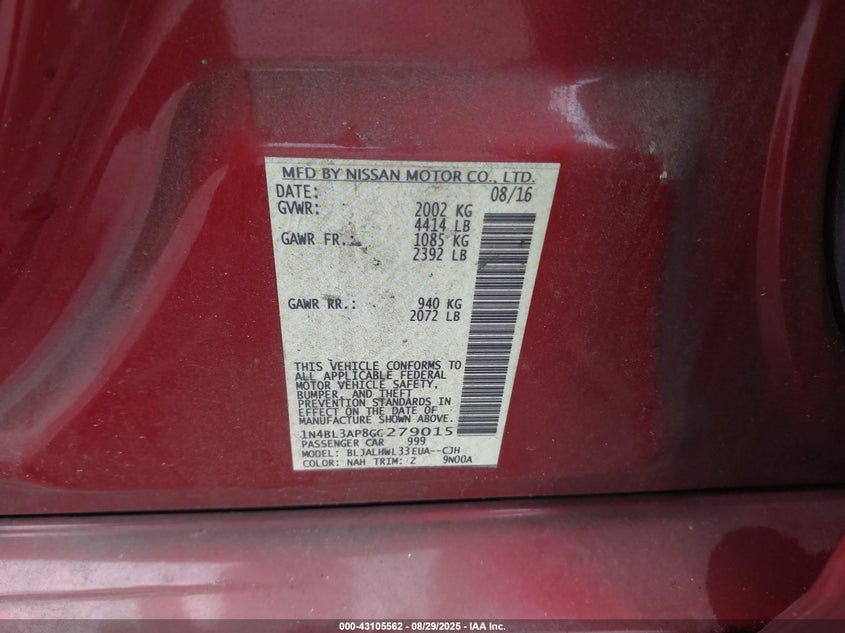 MFD BY NISSAN MOTOR CO., LTD.
DATE: 08/16
GVWR: 2002 KG
4414 LB
GAWR FR.: 1085 KG
2392 LB
GAWR RR.: 940 KG
2072 LB
THIS VEHICLE CONFORMS TO
ALL APPLICABLE FEDERAL
MOTOR VEHICLE SAFETY,
BUMPER, AND THEFT
PREVENTION STANDARDS IN
EFFECT ON THE DATE OF
MANUFACTURE SHOWN ABOVE.
1N4BL3AP8GC279015
PASSENGER CAR 999
MODEL: BLJALHWL33EUA--CJH
COLOR: NAH TRIM: Z 9N00A
000-43105562 - 08/29/2025 - IAA Inc.